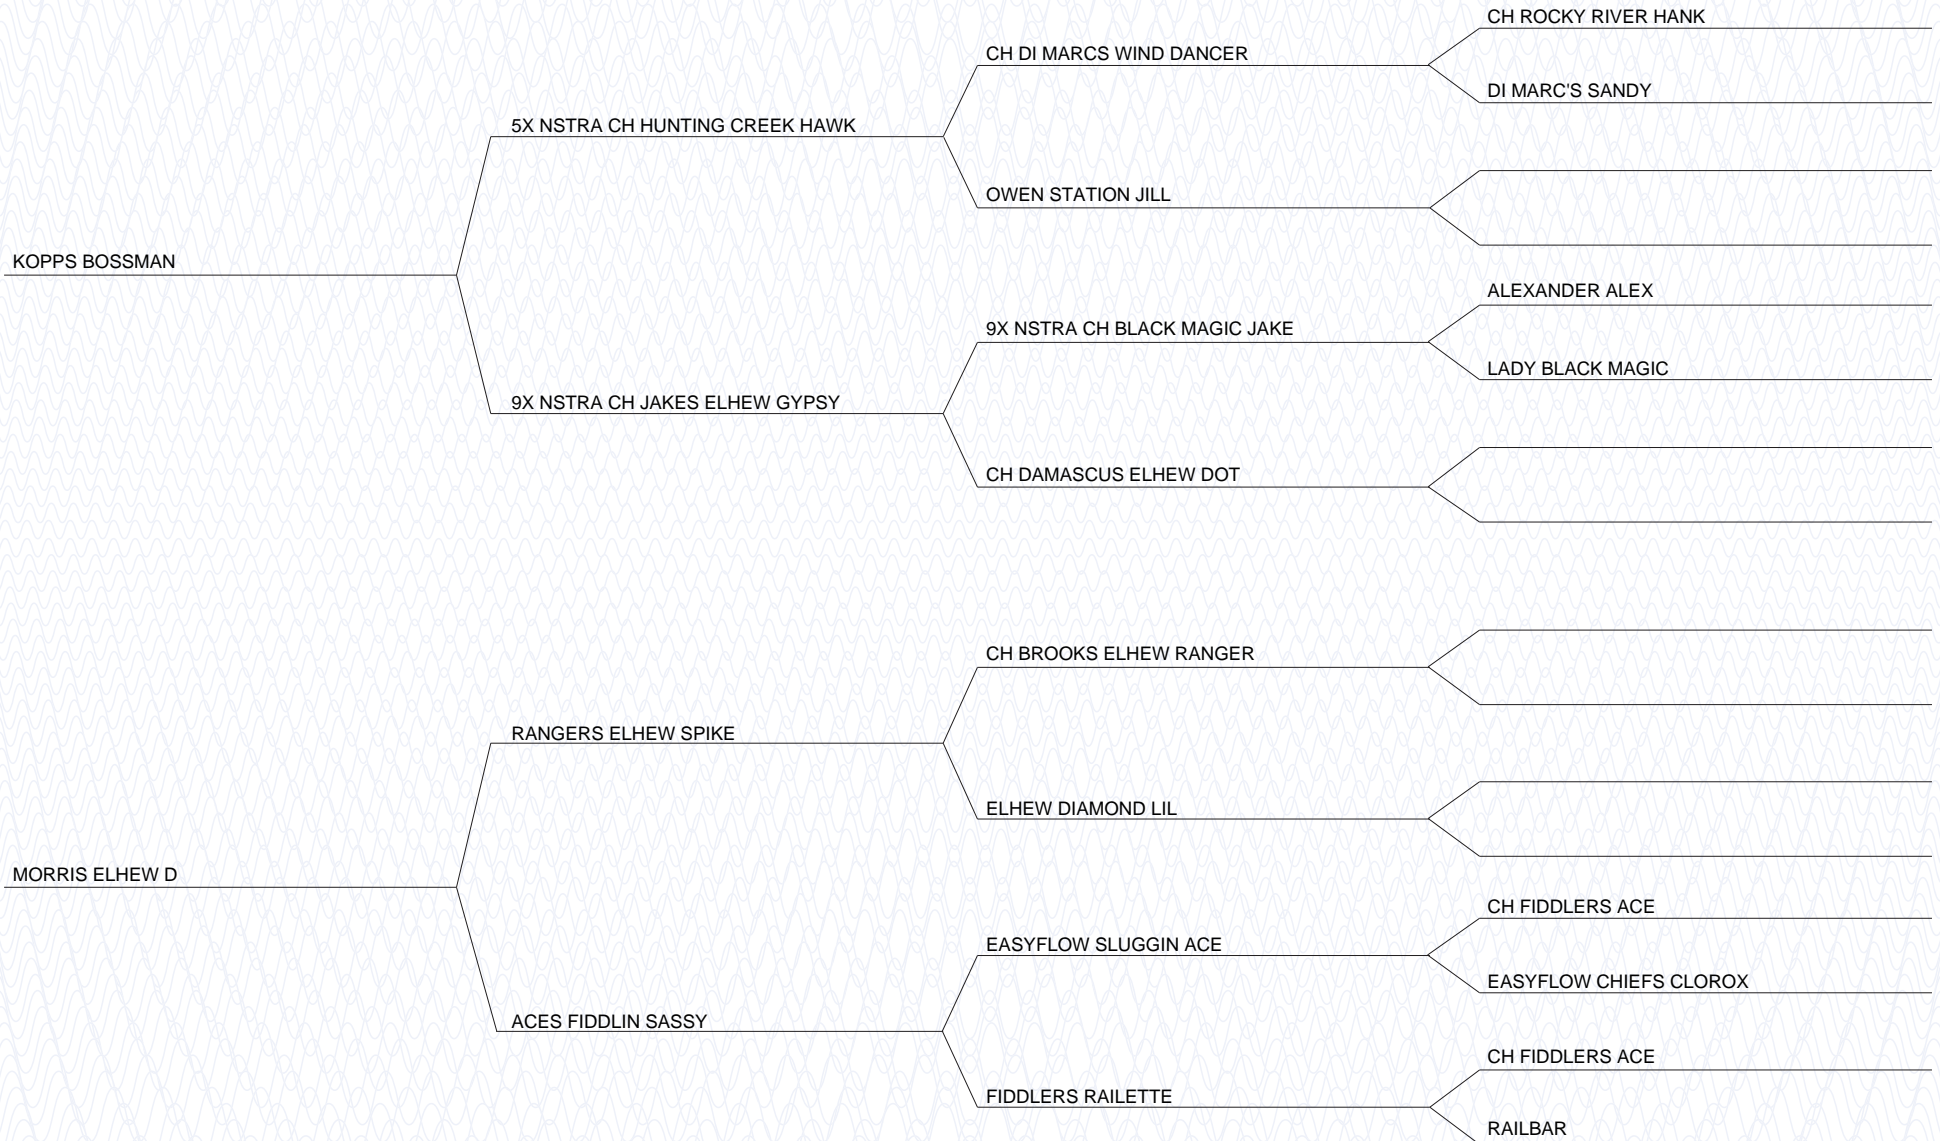 CH ROCKY RIVER HANK
CH DI MARCS WIND DANCER
DI MARC'S SANDY
5X NSTRA CH HUNTING CREEK HAWK
OWEN STATION JILL
KOPPS BOSSMAN
ALEXANDER ALEX
9X NSTRA CH BLACK MAGIC JAKE
LADY BLACK MAGIC
9X NSTRA CH JAKES ELHEW GYPSY
CH DAMASCUS ELHEW DOT
CH BROOKS ELHEW RANGER
RANGERS ELHEW SPIKE
ELHEW DIAMOND LIL
MORRIS ELHEW D
CH FIDDLERS ACE
EASYFLOW SLUGGIN ACE
EASYFLOW CHIEFS CLOROX
ACES FIDDLIN SASSY
CH FIDDLERS ACE
FIDDLERS RAILETTE
RAILBAR